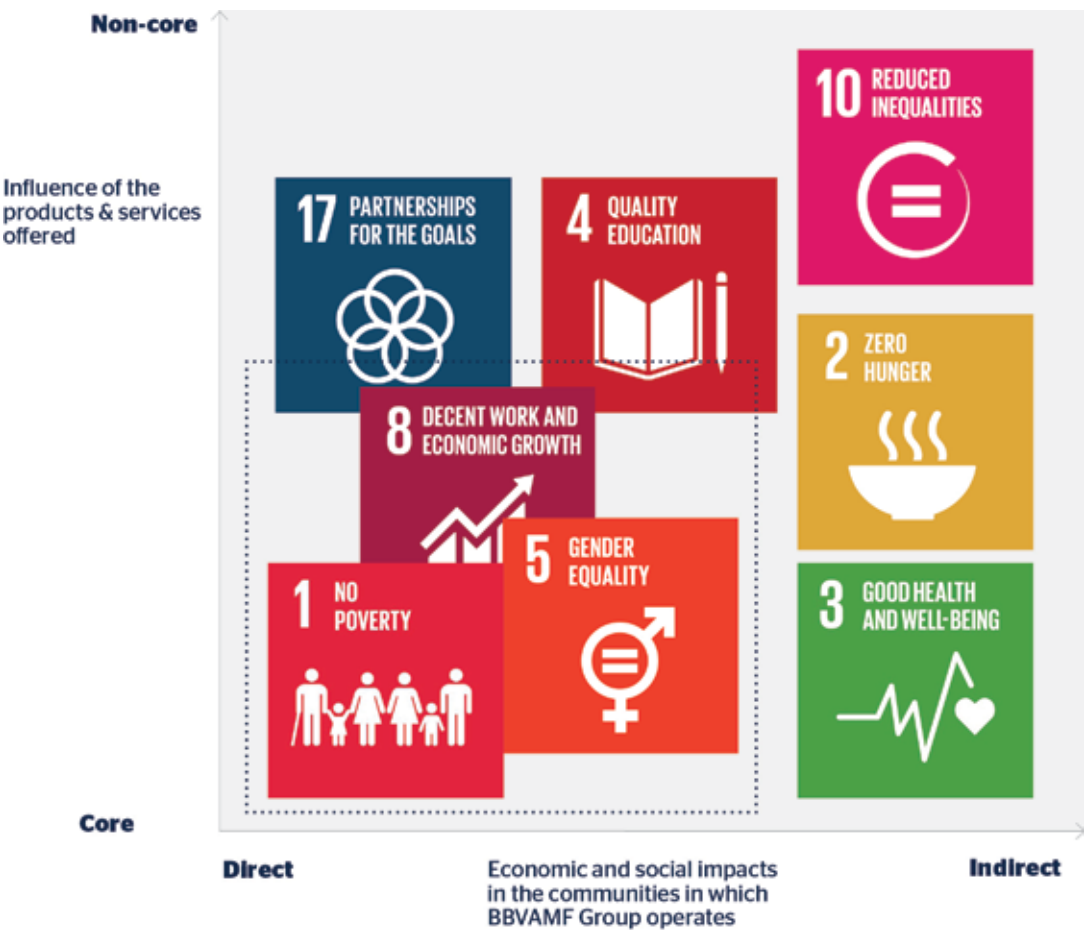 Non-core
Influence of the
products & services
offered
10 REDUCED
INEQUALITIES
17 PARTNERSHIPS
FOR THE GOALS
4 QUALITY
EDUCATION
2 ZERO
HUNGER
8 DECENT WORK AND
ECONOMIC GROWTH
5 GENDER
EQUALITY
1 NO
POVERTY
3 GOOD HEALTH
AND WELL-BEING
Core
Direct
Economic and social impacts
in the communities in which
BBVAMF Group operates
Indirect